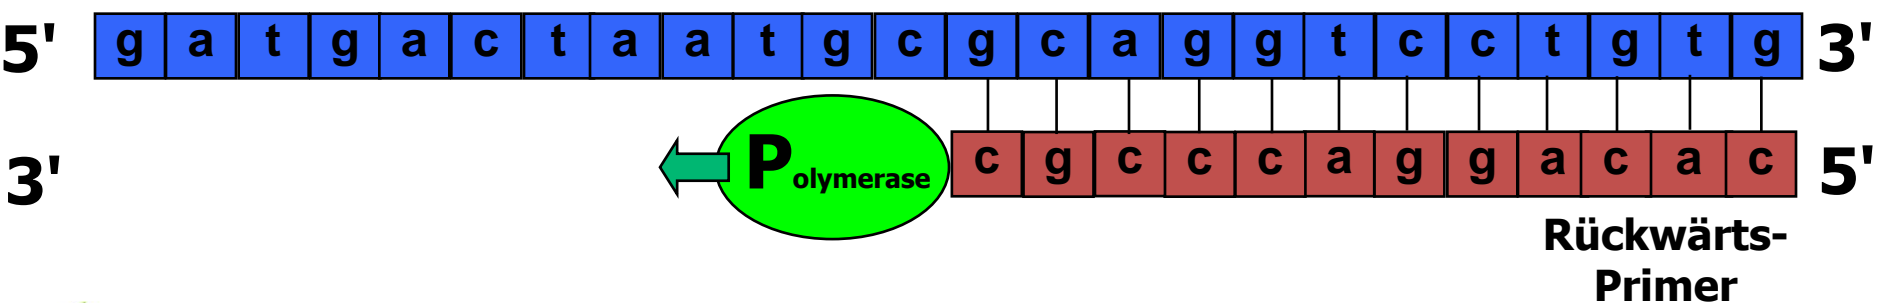 5' g a t g a c t a a t g c g c a g g t c c t g t g 3'
3' Polymerase c g c c c a g g a c a c 5'
Rückwärts-
Primer